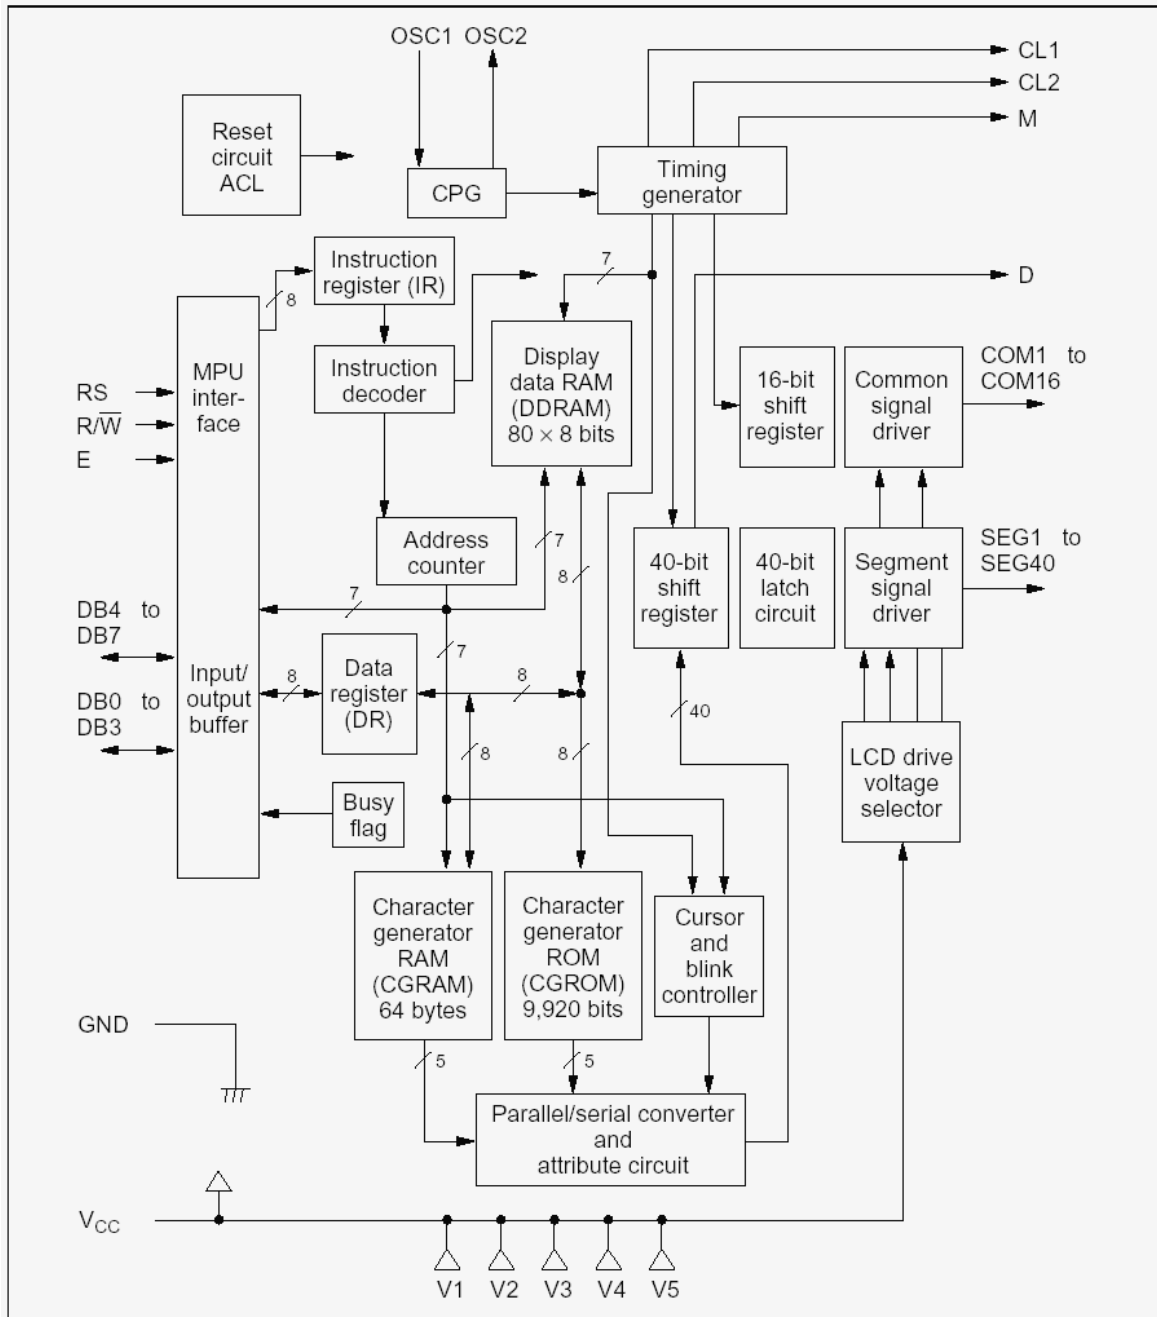 OSC1 OSC2
CL1
CL2
M
Reset
circuit
ACL
CPG
Timing
generator
Instruction
register (IR)
8
7
D
MPU
inter-
face
Instruction
decoder
Display
data RAM
(DDRAM)
80 × 8 bits
16-bit
shift
register
Common
signal
driver
COM1 to
COM16
RS
R/W̅
E
Address
counter
7
8
40-bit
shift
register
40-bit
latch
circuit
Segment
signal
driver
SEG1 to
SEG40
DB4 to
DB7
7
7
Input/
output
buffer
8
Data
register
(DR)
8
DB0 to
DB3
8
8
40
LCD drive
voltage
selector
Busy
flag
Character
generator
RAM
(CGRAM)
64 bytes
Character
generator
ROM
(CGROM)
9,920 bits
Cursor
and
blink
controller
GND
5
5
Parallel/serial converter
and
attribute circuit
VCC
V1 V2 V3 V4 V5